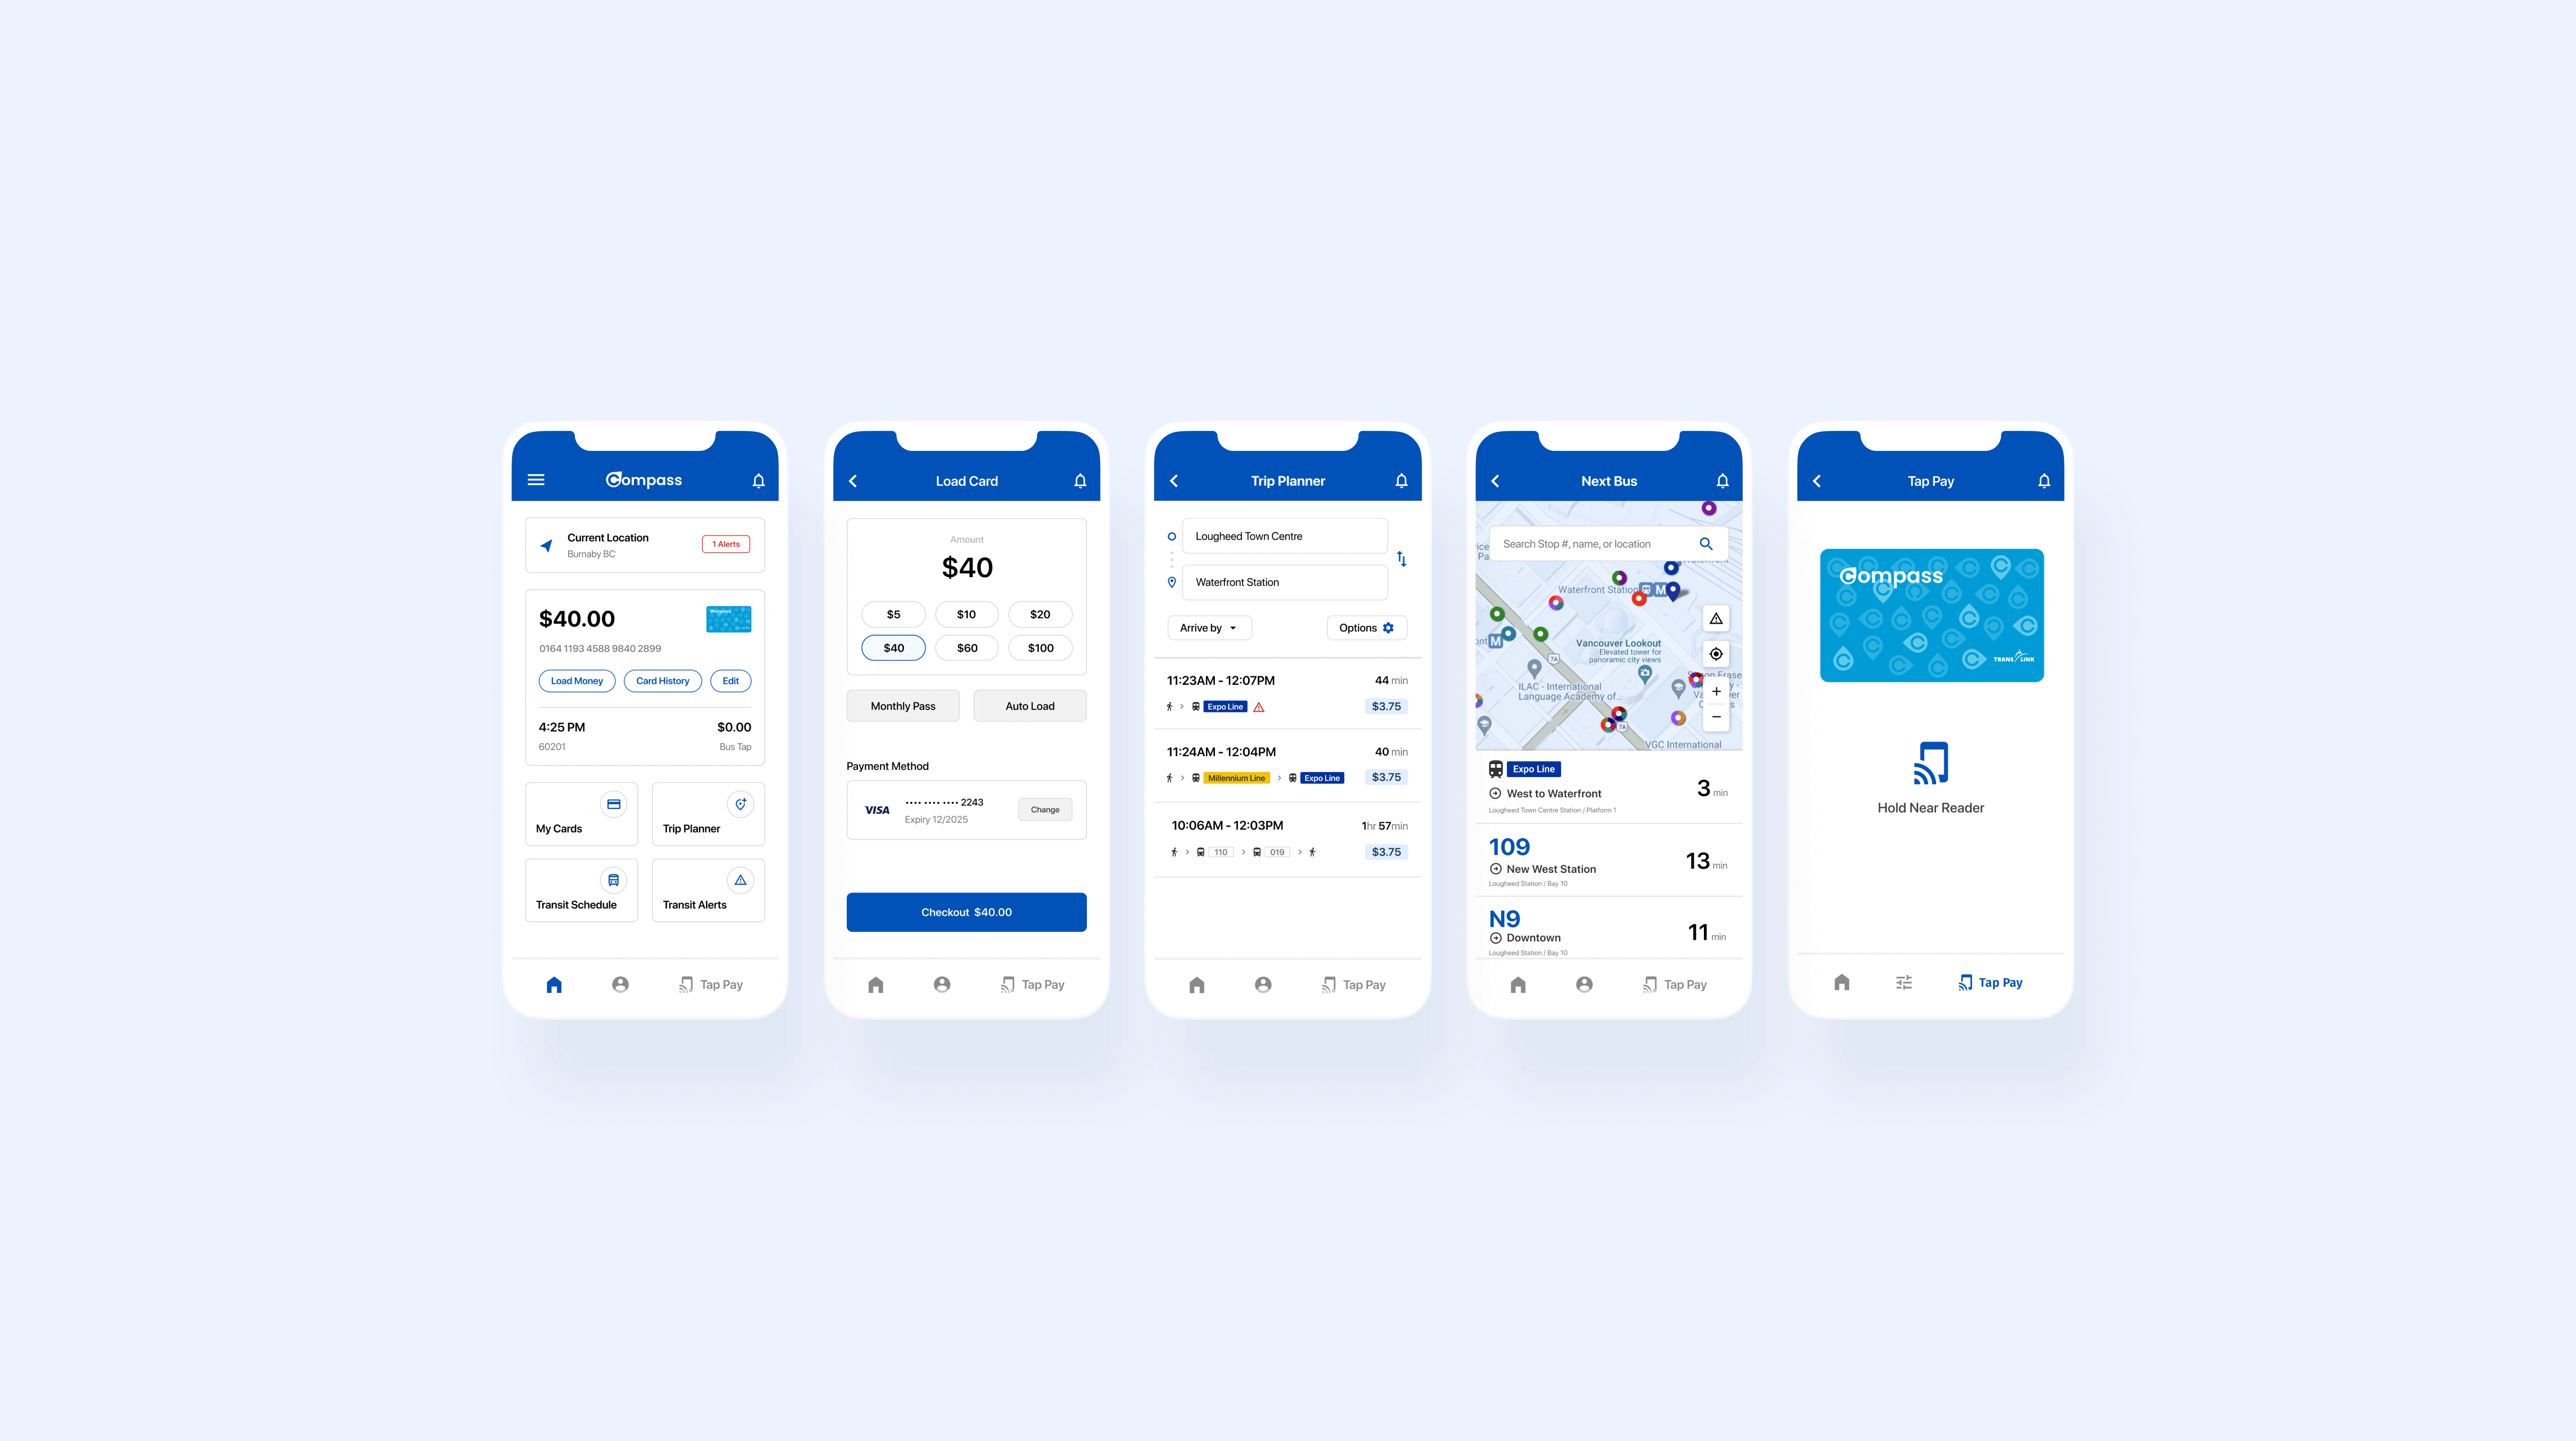 Compass
Current Location
Burnaby BC
1 Alerts
$40.00
Compass
0164 1193 4588 9840 2899
Load Money
Card History
Edit
4:25 PM
$0.00
60201
Bus Tap
My Cards
Trip Planner
Transit Schedule
Transit Alerts
Tap Pay
Load Card
Amount
$40
$5
$10
$20
$40
$60
$100
Monthly Pass
Auto Load
Payment Method
VISA
•••• •••• •••• 2243
Expiry 12/2025
Change
Checkout $40.00
Tap Pay
Trip Planner
Lougheed Town Centre
Waterfront Station
Arrive by
Options
11:23AM - 12:07PM
44 min
Expo Line
$3.75
11:24AM - 12:04PM
40 min
Millennium Line
Expo Line
$3.75
10:06AM - 12:03PM
1hr 57min
110
019
$3.75
Tap Pay
Next Bus
Search Stop #, name, or location
Waterfront Station
M
M
Vancouver Lookout
Elevated tower for
panoramic city views
7A
ILAC - International
Language Academy of...
7A
VGC International
Expo Line
West to Waterfront
3 min
Lougheed Town Centre Station / Platform 1
109
New West Station
13 min
Lougheed Station / Bay 10
N9
Downtown
11 min
Lougheed Station / Bay 10
Tap Pay
Tap Pay
Compass
TRANSLINK
Hold Near Reader
Tap Pay